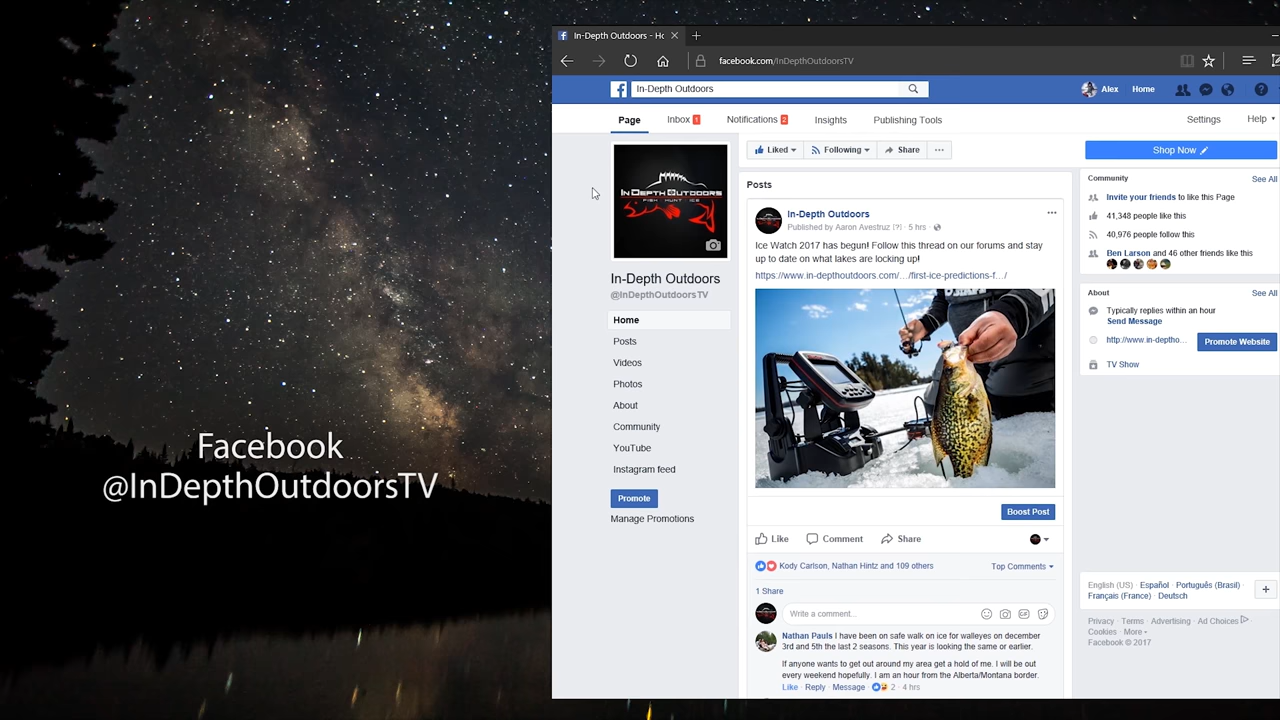 In-Depth Outdoors - Hc
facebook.com/InDepthOutdoorsTV
In-Depth Outdoors
Alex
Home
Page
Inbox 1
Notifications 2
Insights
Publishing Tools
Settings
Help
Liked
Following
Share
Shop Now
IN DEPTH OUTDOORS
FISH HUNT ICE
In-Depth Outdoors
@InDepthOutdoorsTV
Home
Posts
Videos
Photos
About
Community
YouTube
Instagram feed
Promote
Manage Promotions
Posts
In-Depth Outdoors
Published by Aaron Avestruz [?] · 5 hrs ·
Ice Watch 2017 has begun! Follow this thread on our forums and stay
up to date on what lakes are locking up!
https://www.in-depthoutdoors.com/…/first-ice-predictions-f…/
Boost Post
Like
Comment
Share
Kody Carlson, Nathan Hintz and 109 others
Top Comments
1 Share
Write a comment...
GIF
Nathan Pauls I have been on safe walk on ice for walleyes on december
3rd and 5th the last 2 seasons. This year is looking the same or earlier.
If anyone wants to get out around my area get a hold of me. I will be out
every weekend hopefully. I am an hour from the Alberta/Montana border.
Like · Reply · Message · 2 · 4 hrs
Community
See All
Invite your friends to like this Page
41,348 people like this
40,976 people follow this
Ben Larson and 46 other friends like this
About
See All
Typically replies within an hour
Send Message
http://www.in-deptho...
Promote Website
TV Show
English (US) · Español · Português (Brasil) ·
Français (France) · Deutsch
Privacy · Terms · Advertising · Ad Choices ·
Cookies · More
Facebook © 2017
Facebook
@InDepthOutdoorsTV